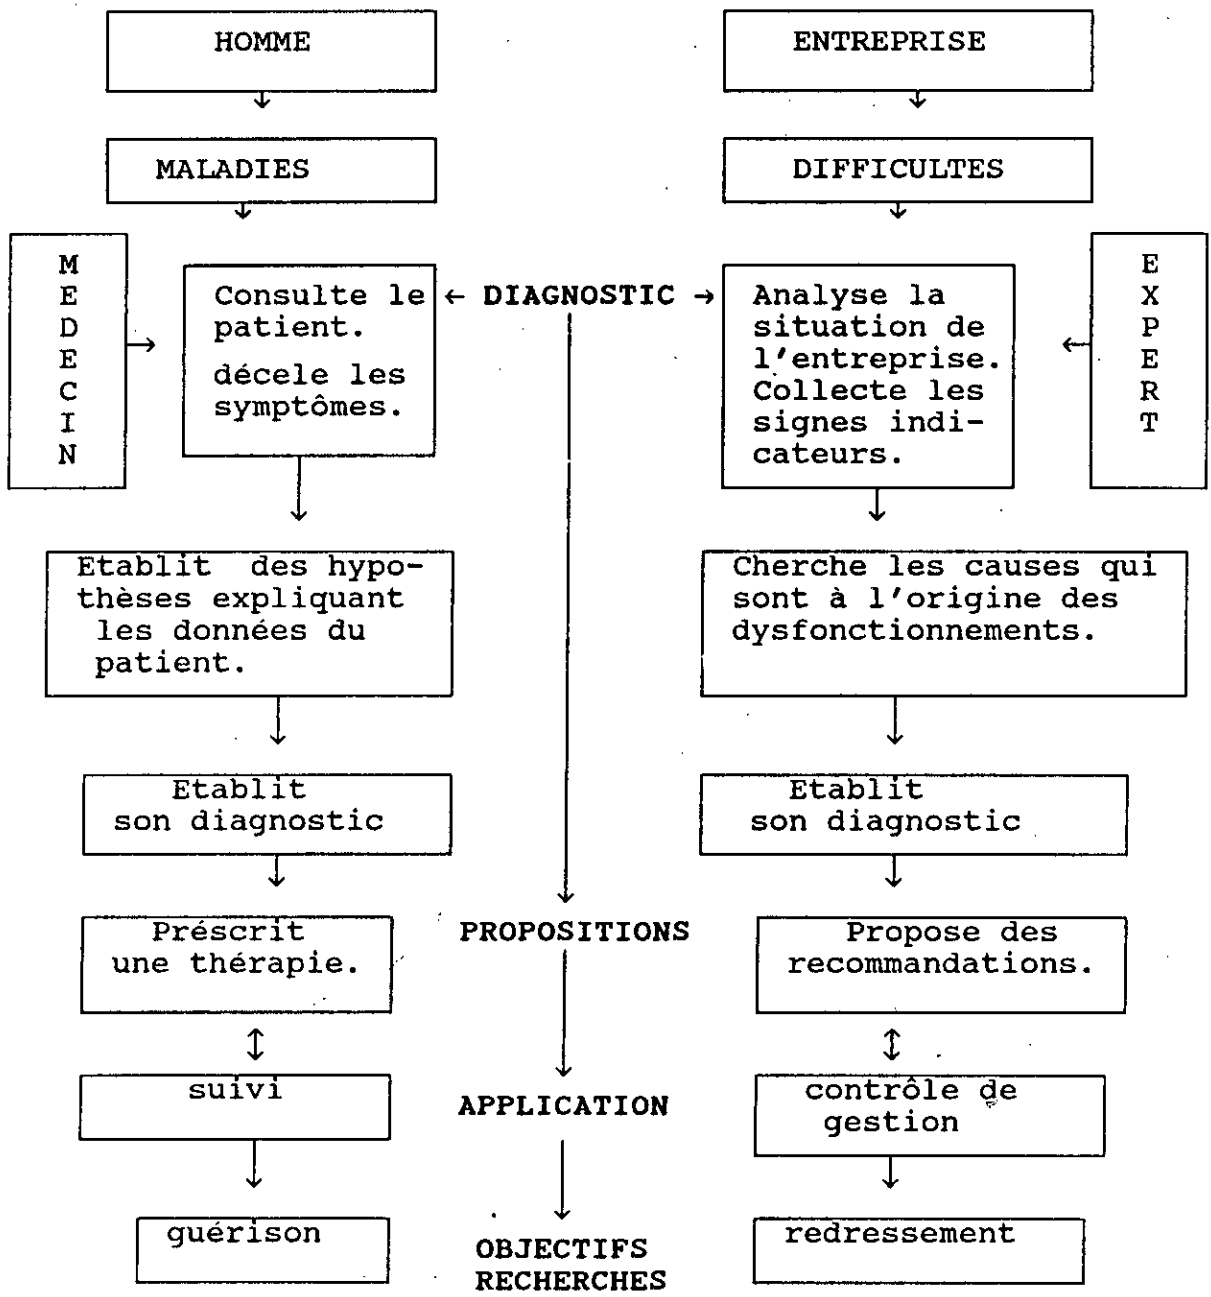 HOMME
ENTREPRISE
MALADIES
DIFFICULTES
MEDECIN
Consulte le
patient.
décele les
symptômes.
← DIAGNOSTIC →
Analyse la
situation de
l'entreprise.
Collecte les
signes indi-
cateurs.
EXPERT
Etablit des hypo-
thèses expliquant
les données du
patient.
Cherche les causes qui
sont à l'origine des
dysfonctionnements.
Etablit
son diagnostic
Etablit
son diagnostic
Préscrit
une thérapie.
PROPOSITIONS
Propose des
recommandations.
suivi
APPLICATION
contrôle de
gestion
guérison
OBJECTIFS
RECHERCHES
redressement